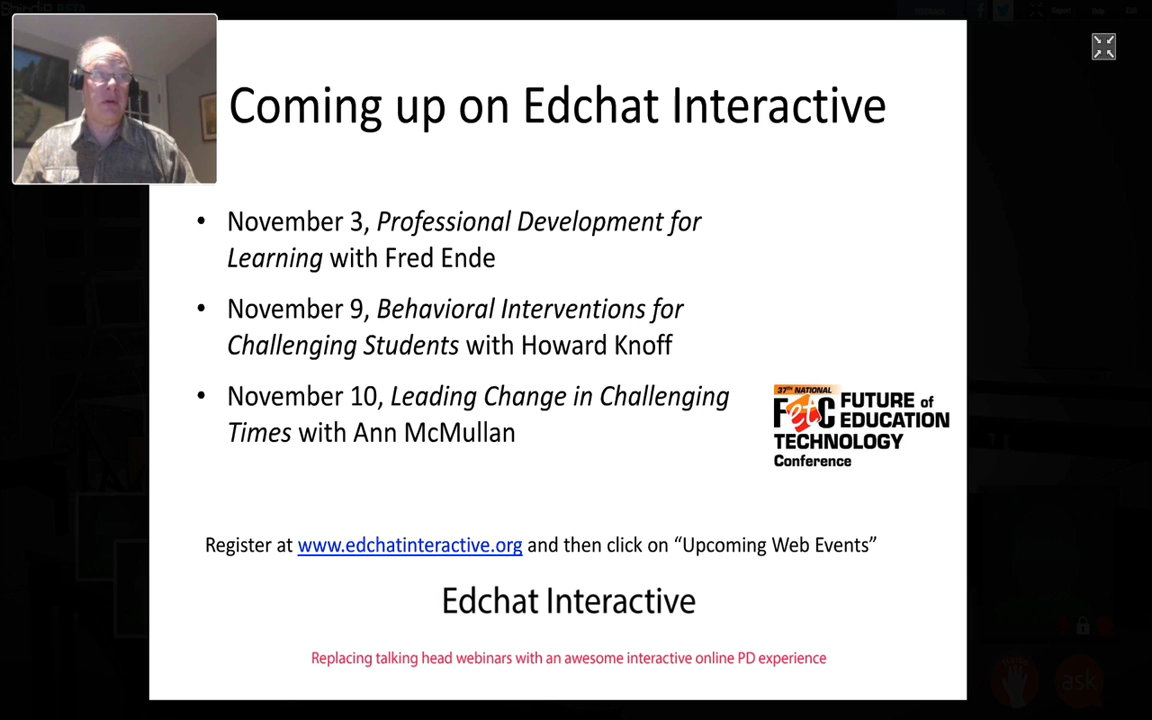 Coming up on Edchat Interactive
• November 3, Professional Development for
Learning with Fred Ende
• November 9, Behavioral Interventions for
Challenging Students with Howard Knoff
• November 10, Leading Change in Challenging
Times with Ann McMullan
37TH NATIONAL
FETC FUTURE of
EDUCATION
TECHNOLOGY
Conference
Register at www.edchatinteractive.org and then click on “Upcoming Web Events”
Edchat Interactive
Replacing talking head webinars with an awesome interactive online PD experience
ask